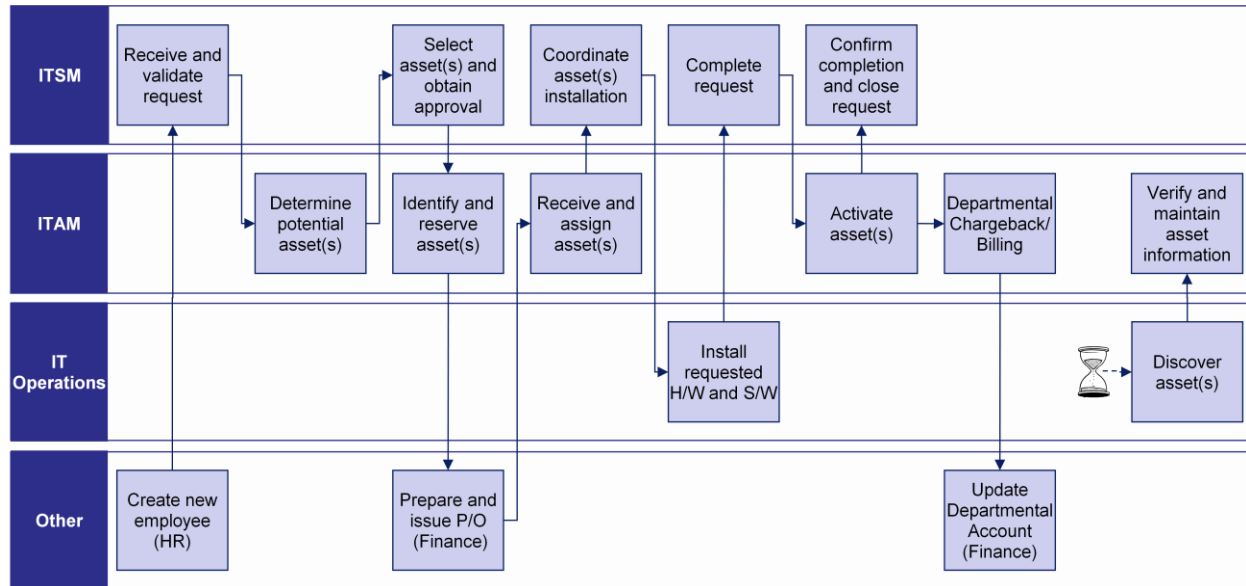 ITSM
Receive and
validate
request
Select
asset(s) and
obtain
approval
Coordinate
asset(s)
installation
Complete
request
Confirm
completion
and close
request
ITAM
Determine
potential
asset(s)
Identify and
reserve
asset(s)
Receive and
assign
asset(s)
Activate
asset(s)
Departmental
Chargeback/
Billing
Verify and
maintain
asset
information
IT
Operations
Install
requested
H/W and S/W
Discover
asset(s)
Other
Create new
employee
(HR)
Prepare and
issue P/O
(Finance)
Update
Departmental
Account
(Finance)